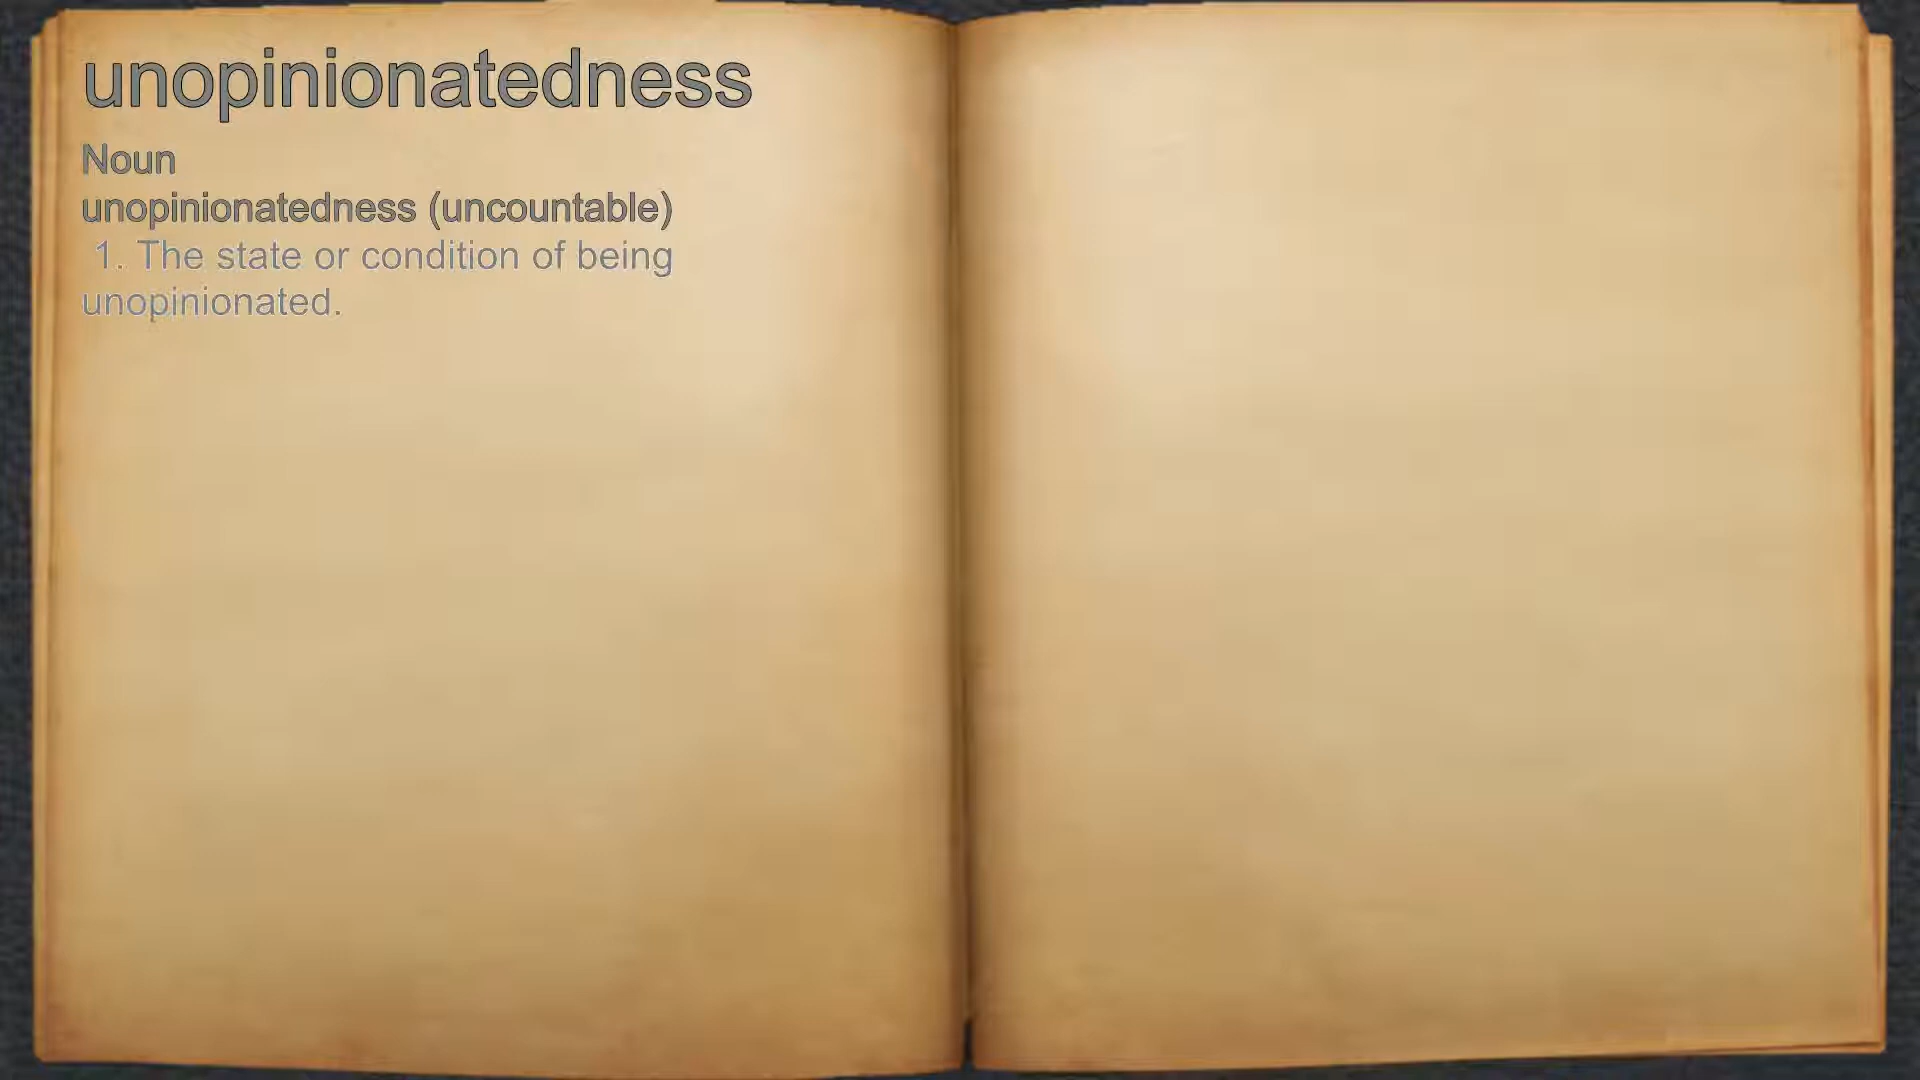 unopinionatedness
Noun
unopinionatedness (uncountable)
1. The state or condition of being
unopinionated.